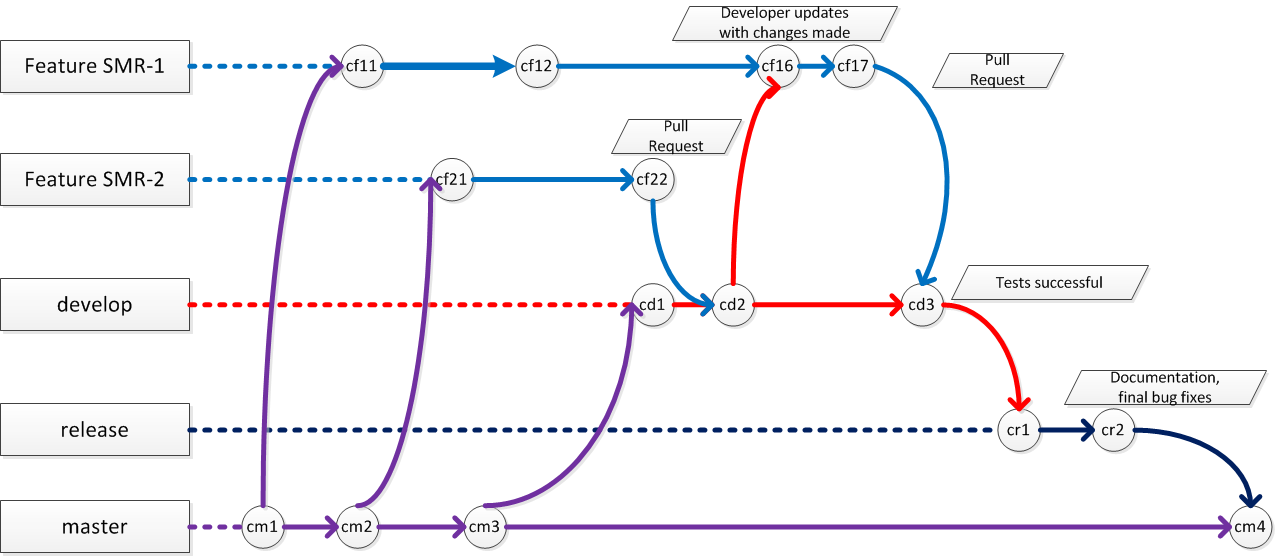 Developer updates
with changes made
Feature SMR-1
cf11
cf12
cf16
cf17
Pull
Request
Pull
Request
Feature SMR-2
cf21
cf22
develop
cd1
cd2
cd3
Tests successful
Documentation,
final bug fixes
release
cr1
cr2
master
cm1
cm2
cm3
cm4